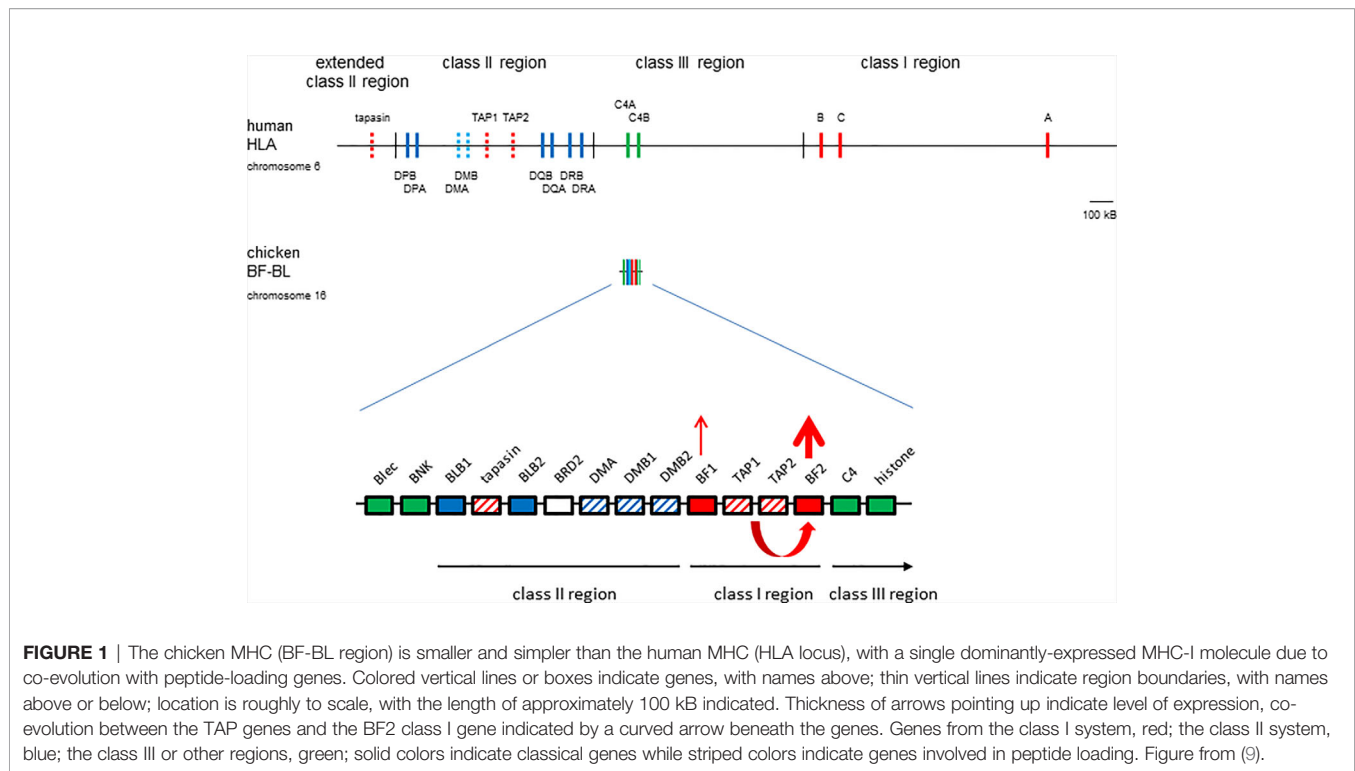 extended
class II region
class II region
class III region
class I region
human
HLA
chromosome 6
tapasin
TAP1 TAP2
C4A
C4B
B C
A
DPB
DPA
DMB
DMA
DQB DRB
DQA DRA
100 kB
chicken
BF-BL
chromosome 16
Blec
BNK
BLB1
tapasin
BLB2
BRD2
DMA
DMB1
DMB2
BF1
TAP1
TAP2
BF2
C4
histone
class II region
class I region
class III region
FIGURE 1 | The chicken MHC (BF-BL region) is smaller and simpler than the human MHC (HLA locus), with a single dominantly-expressed MHC-I molecule due to
co-evolution with peptide-loading genes. Colored vertical lines or boxes indicate genes, with names above; thin vertical lines indicate region boundaries, with names
above or below; location is roughly to scale, with the length of approximately 100 kB indicated. Thickness of arrows pointing up indicate level of expression, co-
evolution between the TAP genes and the BF2 class I gene indicated by a curved arrow beneath the genes. Genes from the class I system, red; the class II system,
blue; the class III or other regions, green; solid colors indicate classical genes while striped colors indicate genes involved in peptide loading. Figure from (9).